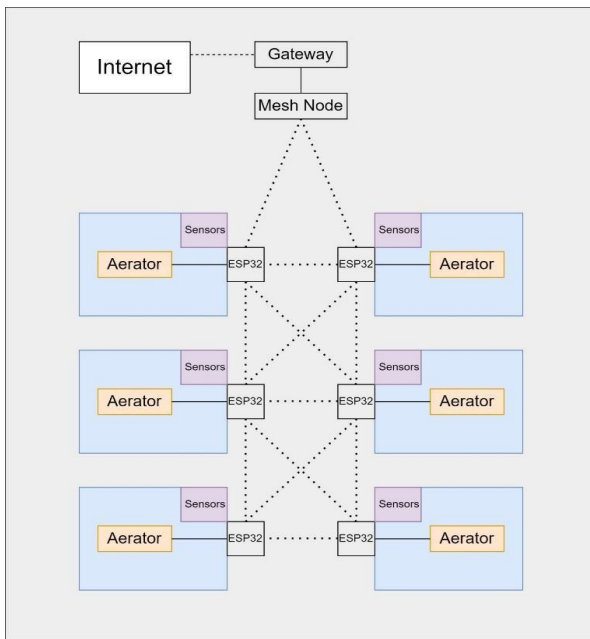 Internet
Gateway
Mesh Node
Sensors
Sensors
Aerator
ESP32
ESP32
Aerator
Sensors
Sensors
Aerator
ESP32
ESP32
Aerator
Sensors
Sensors
Aerator
ESP32
ESP32
Aerator